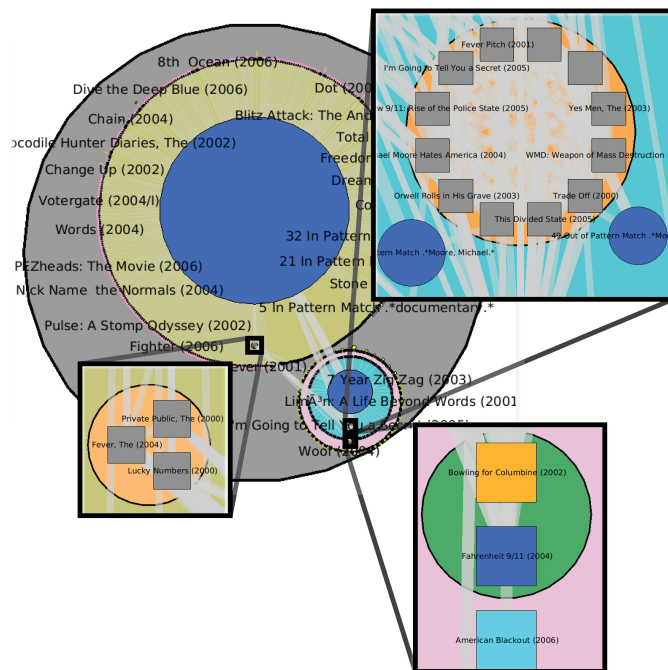 8th  Ocean (2006)
Dive the Deep Blue (2006)
Dot (200
Chain (2004)
Blitz Attack: The And
ocodile Hunter Diaries, The (2002)
Total
Freedom
Change Up (2002)
Dream
Votergate (2004/I)
Co
Words (2004)
32 In Pattern
PEZheads: The Movie (2006)
21 In Pattern
Nick Name  the Normals (2004)
Stone
5 In Pattern Match .*documentary.*
Pulse: A Stomp Odyssey (2002)
Fighter (2006)
ever (2001)
7 Year Zig Zag (2003)
LimÃ³n: A Life Beyond Words (2001
I'm Going to Tell You a Secret (2005)
Woof (2004)
Fever Pitch (2001)
I'm Going to Tell You a Secret (2005)
w 9/11: Rise of the Police State (2005)
Yes Men, The (2003)
ael Moore Hates America (2004)
WMD: Weapon of Mass Destruction
Orwell Rolls in His Grave (2003)
Trade Off (2000)
This Divided State (2005)
49 Out of Pattern Match .*Mo
tern Match .*Moore, Michael.*
Private Public, The (2000)
Fever, The (2004)
Lucky Numbers (2000)
Bowling for Columbine (2002)
Fahrenheit 9/11 (2004)
American Blackout (2006)